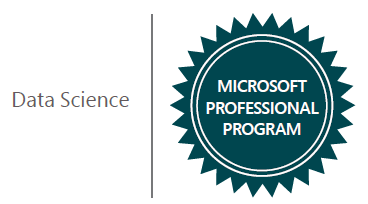 Data Science
MICROSOFT
PROFESSIONAL
PROGRAM